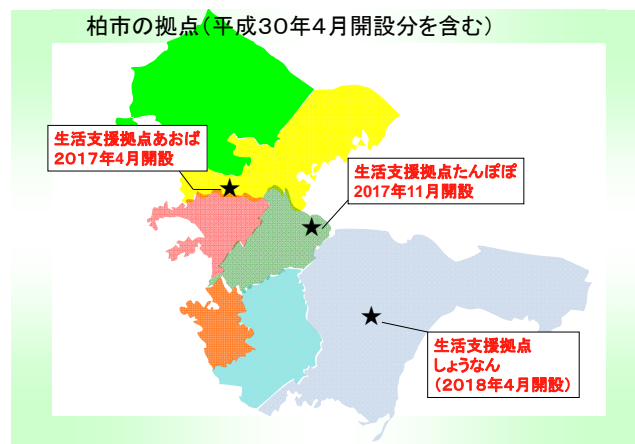 柏市の拠点(平成30年4月開設分を含む)
生活支援拠点あおば
2017年4月開設
生活支援拠点たんぽぽ
2017年11月開設
生活支援拠点
しょうなん
(2018年4月開設)